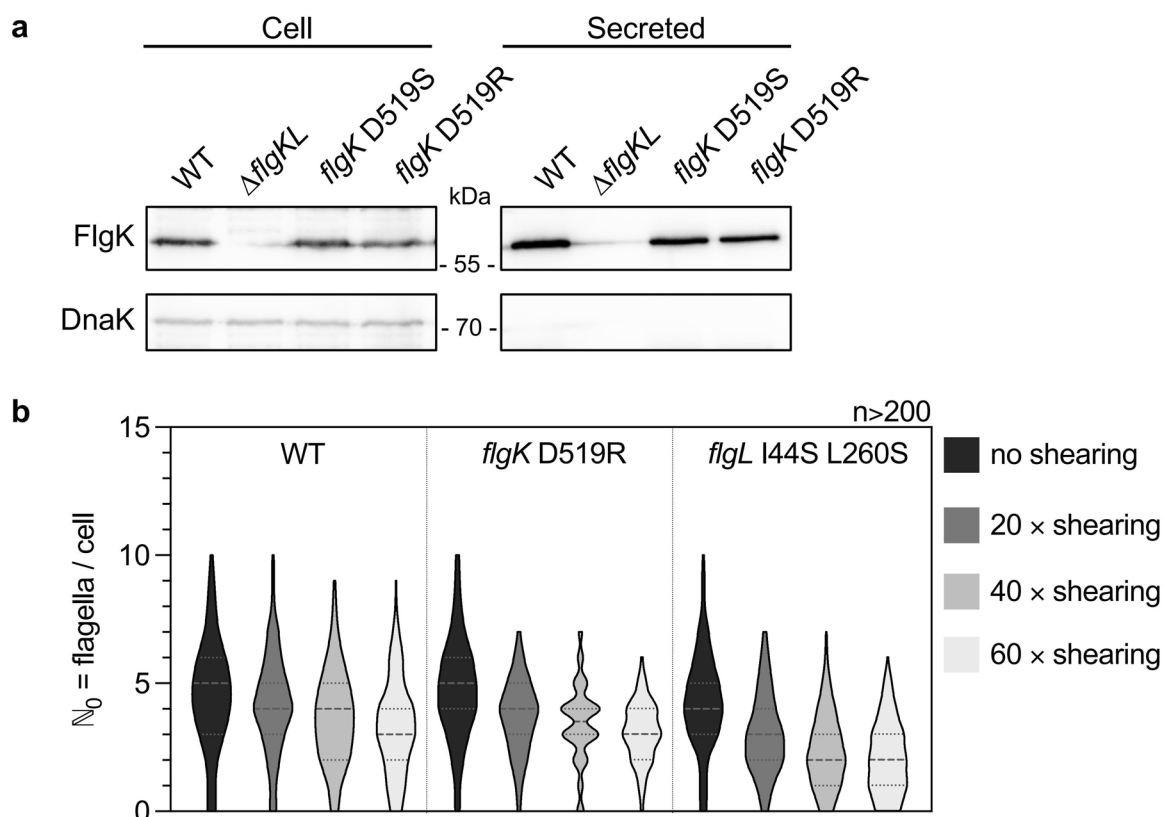 a
Cell Secreted
WT ΔflgKL flgK D519S flgK D519R kDa WT ΔflgKL flgK D519S flgK D519R
FlgK
- 55 -
DnaK - 70 -
b
n>200
15 WT flgK D519R flgL I44S L260S
10
5
0
ℕ0 = flagella / cell
no shearing
20 × shearing
40 × shearing
60 × shearing